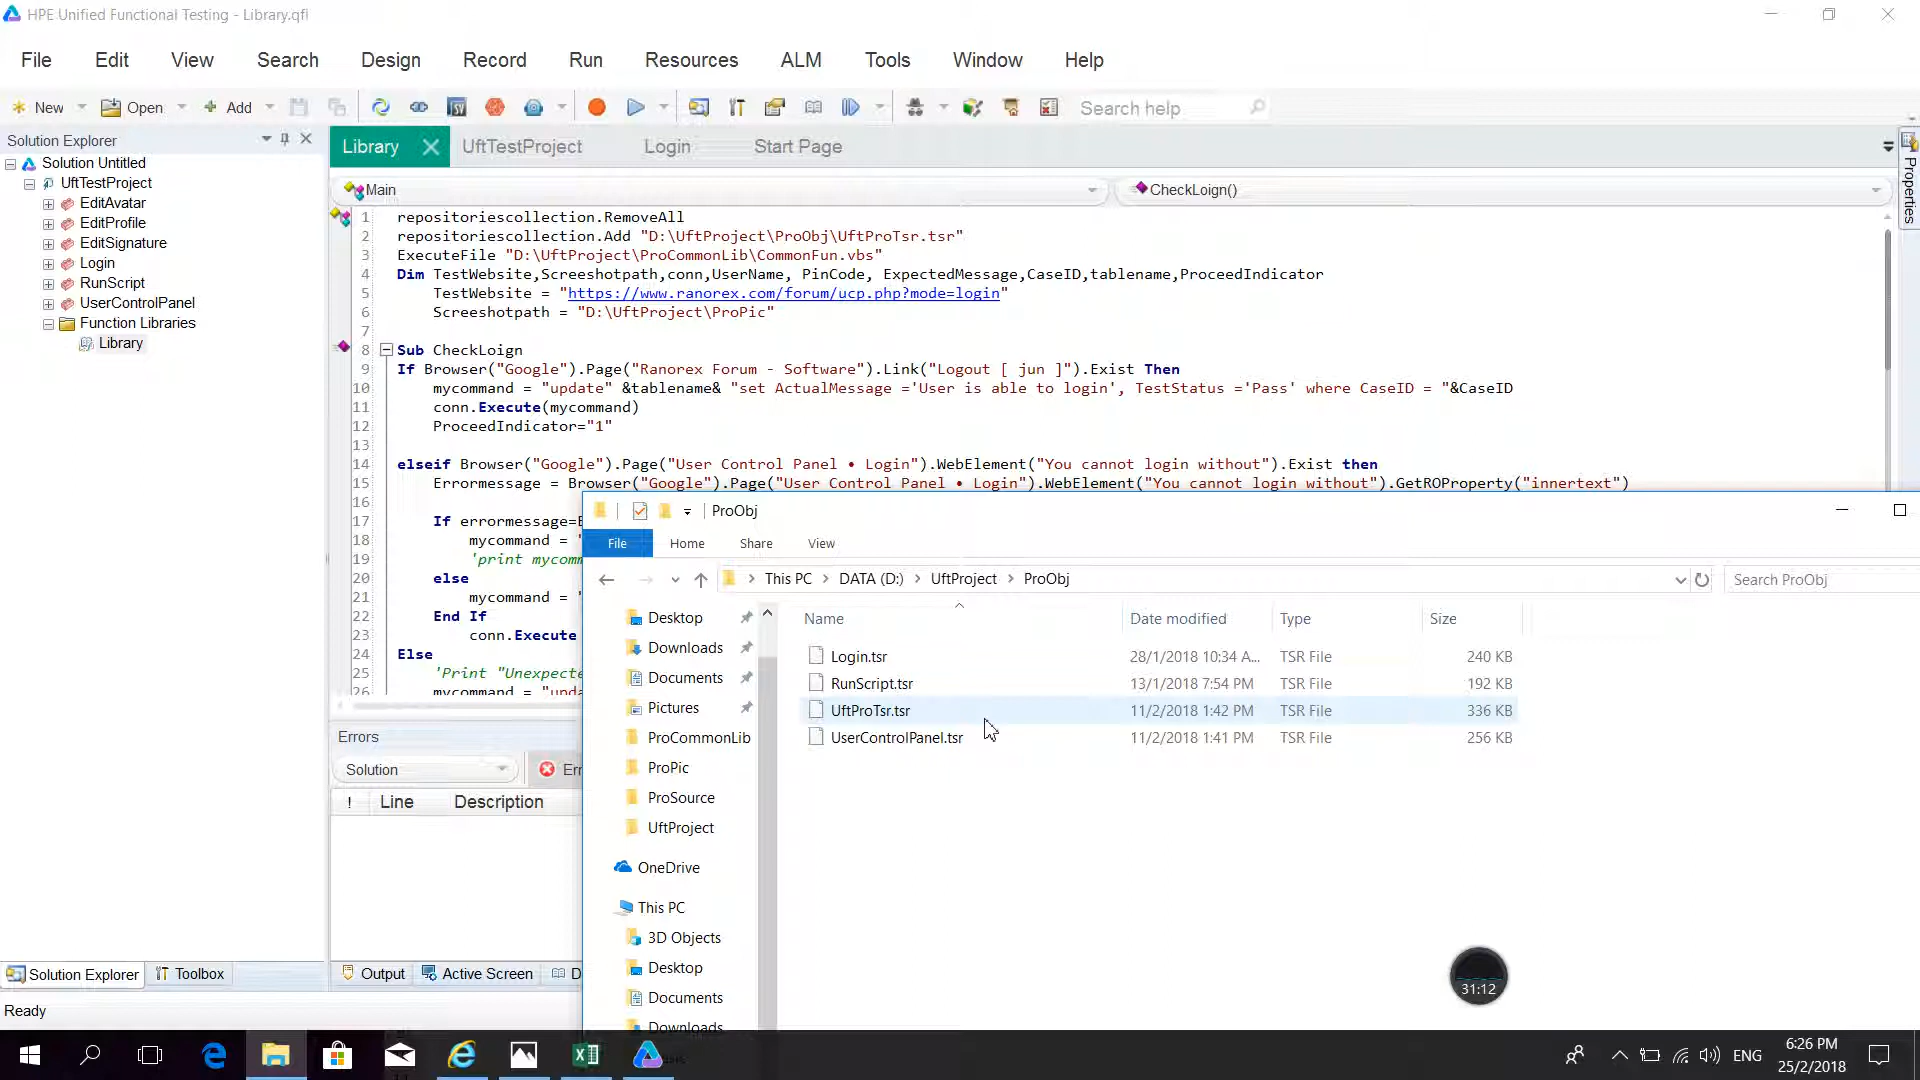 HPE Unified Functional Testing - Library.qfl
File Edit View Search Design Record Run Resources ALM Tools Window Help
New Open Add Search help
Solution Explorer
Library UftTestProject Login Start Page
Properties
Main CheckLoign()
Solution Untitled
UftTestProject
EditAvatar
EditProfile
EditSignature
Login
RunScript
UserControlPanel
Function Libraries
Library
1 repositoriescollection.RemoveAll
2 repositoriescollection.Add "D:\UftProject\ProObj\UftProTsr.tsr"
3 ExecuteFile "D:\UftProject\ProCommonLib\CommonFun.vbs"
4 Dim TestWebsite,Screeshotpath,conn,UserName, PinCode, ExpectedMessage,CaseID,tablename,ProceedIndicator
5 TestWebsite = "https://www.ranorex.com/forum/ucp.php?mode=login"
6 Screeshotpath = "D:\UftProject\ProPic"
7
8 Sub CheckLoign
9 If Browser("Google").Page("Ranorex Forum - Software").Link("Logout [ jun ]").Exist Then
10 mycommand = "update" &tablename& "set ActualMessage ='User is able to login', TestStatus ='Pass' where CaseID = "&CaseID
11 conn.Execute(mycommand)
12 ProceedIndicator="1"
13
14 elseif Browser("Google").Page("User Control Panel • Login").WebElement("You cannot login without").Exist then
15 Errormessage = Browser("Google").Page("User Control Panel • Login").WebElement("You cannot login without").GetROProperty("innertext")
16
17 If errormessage=
18 mycommand = "
19 'print mycomm
20 else
21 mycommand = "
22 End If
23 conn.Execute
24 Else
25 'Print "Unexpecte
26 mycommand = "upda
Errors
Solution
! Line Description
Output Active Screen
Solution Explorer Toolbox
Ready
ProObj
File Home Share View
This PC DATA (D:) UftProject ProObj Search ProObj
Desktop
Downloads
Documents
Pictures
ProCommonLib
ProPic
ProSource
UftProject
OneDrive
This PC
3D Objects
Desktop
Documents
Downloads
Name Date modified Type Size
Login.tsr 28/1/2018 10:34 A... TSR File 240 KB
RunScript.tsr 13/1/2018 7:54 PM TSR File 192 KB
UftProTsr.tsr 11/2/2018 1:42 PM TSR File 336 KB
UserControlPanel.tsr 11/2/2018 1:41 PM TSR File 256 KB
31:12
ENG
6:26 PM
25/2/2018